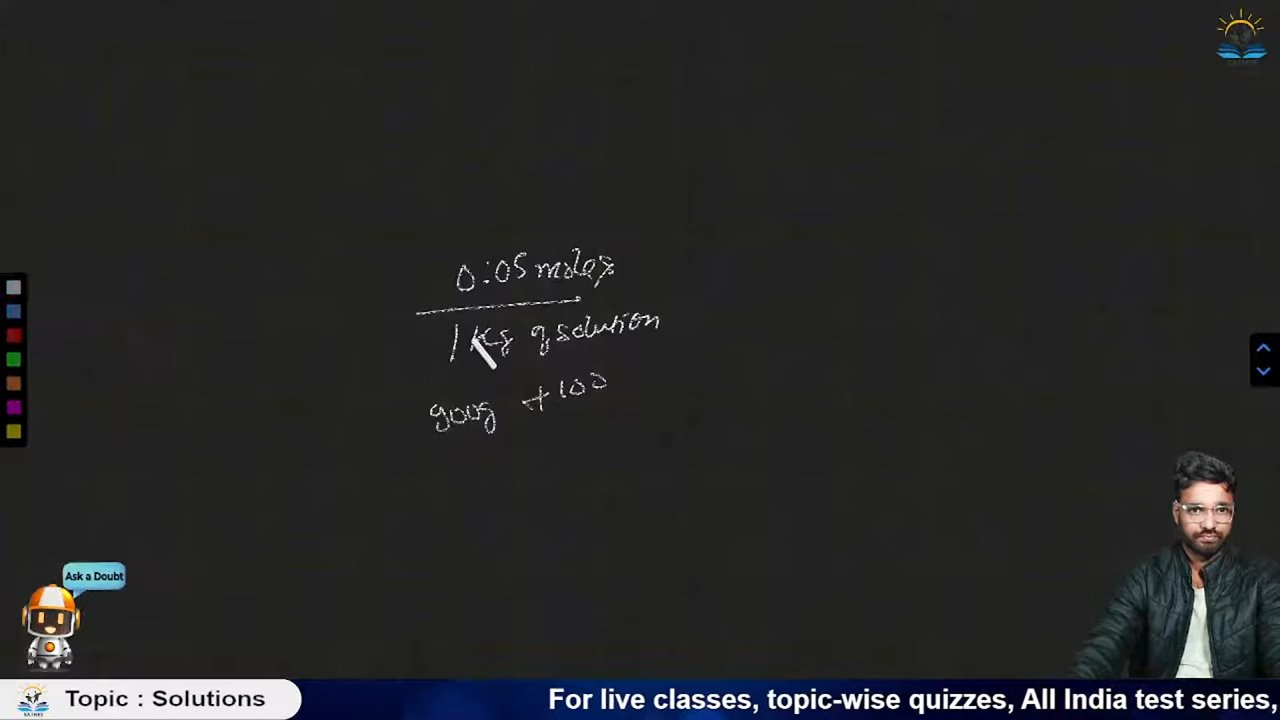 0.05 moles
1 Kg of solution
900g + 100
Ask a Doubt
Topic : Solutions
For live classes, topic-wise quizzes, All India test series,